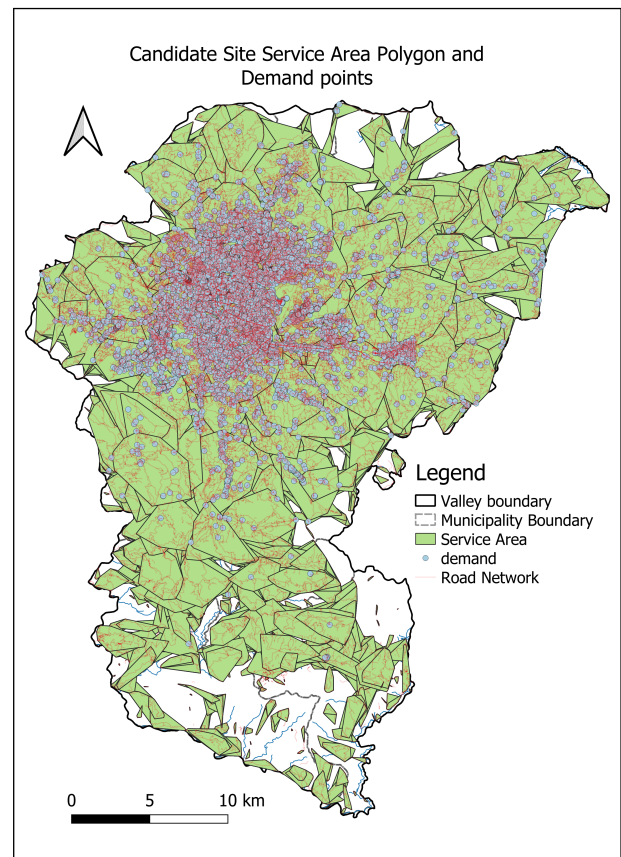 Candidate Site Service Area Polygon and
Demand points
Legend
Valley boundary
Municipality Boundary
Service Area
demand
Road Network
0 5 10 km